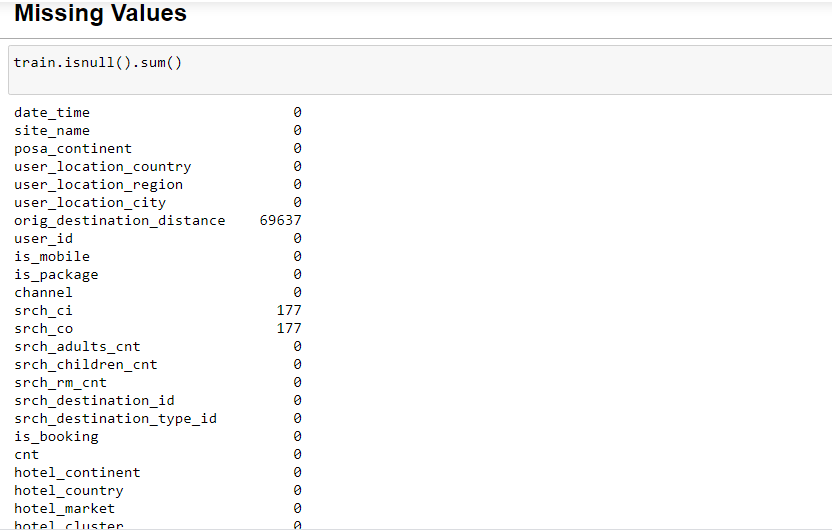 Missing Values
train.isnull().sum()
date_time 0
site_name 0
posa_continent 0
user_location_country 0
user_location_region 0
user_location_city 0
orig_destination_distance 69637
user_id 0
is_mobile 0
is_package 0
channel 0
srch_ci 177
srch_co 177
srch_adults_cnt 0
srch_children_cnt 0
srch_rm_cnt 0
srch_destination_id 0
srch_destination_type_id 0
is_booking 0
cnt 0
hotel_continent 0
hotel_country 0
hotel_market 0
hotel_cluster 0